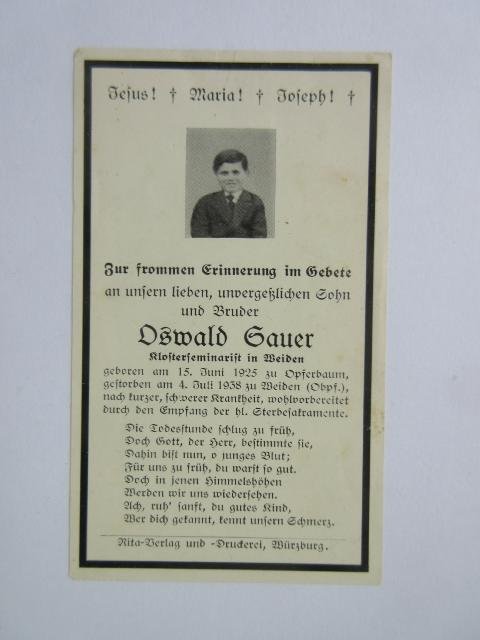 Jesus! † Maria! † Joseph! †
Zur frommen Erinnerung im Gebete
an unsern lieben, unvergeßlichen Sohn
und Bruder
Oswald Sauer
Klosterseminarist in Weiden
geboren am 15. Juni 1925 zu Opferbaum,
gestorben am 4. Juli 1938 zu Weiden (Obpf.),
nach kurzer, schwerer Krankheit, wohlvorbereitet
durch den Empfang der hl. Sterbesakramente.
Die Todesstunde schlug zu früh,
Doch Gott, der Herr, bestimmte sie,
Dahin bist nun, o junges Blut;
Für uns zu früh, du warst so gut.
Doch in jenen Himmelshöhen
Werden wir uns wiedersehen.
Ach, ruh' sanft, du gutes Kind,
Wer dich gekannt, kennt unsern Schmerz.
Rita-Verlag und -Druckerei, Würzburg.